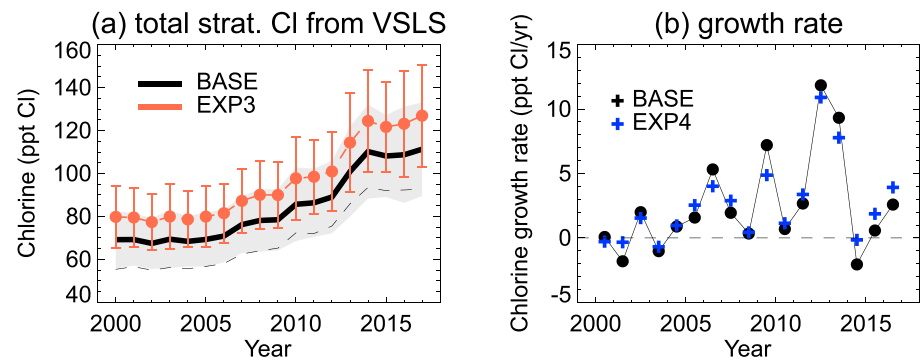 (a) total strat. Cl from VSLS
Chlorine (ppt Cl)
160
140
120
100
80
60
40
BASE
EXP3
2000
2005
2010
2015
Year
(b) growth rate
Chlorine growth rate (ppt Cl/yr)
15
10
5
0
-5
BASE
EXP4
2000
2005
2010
2015
Year